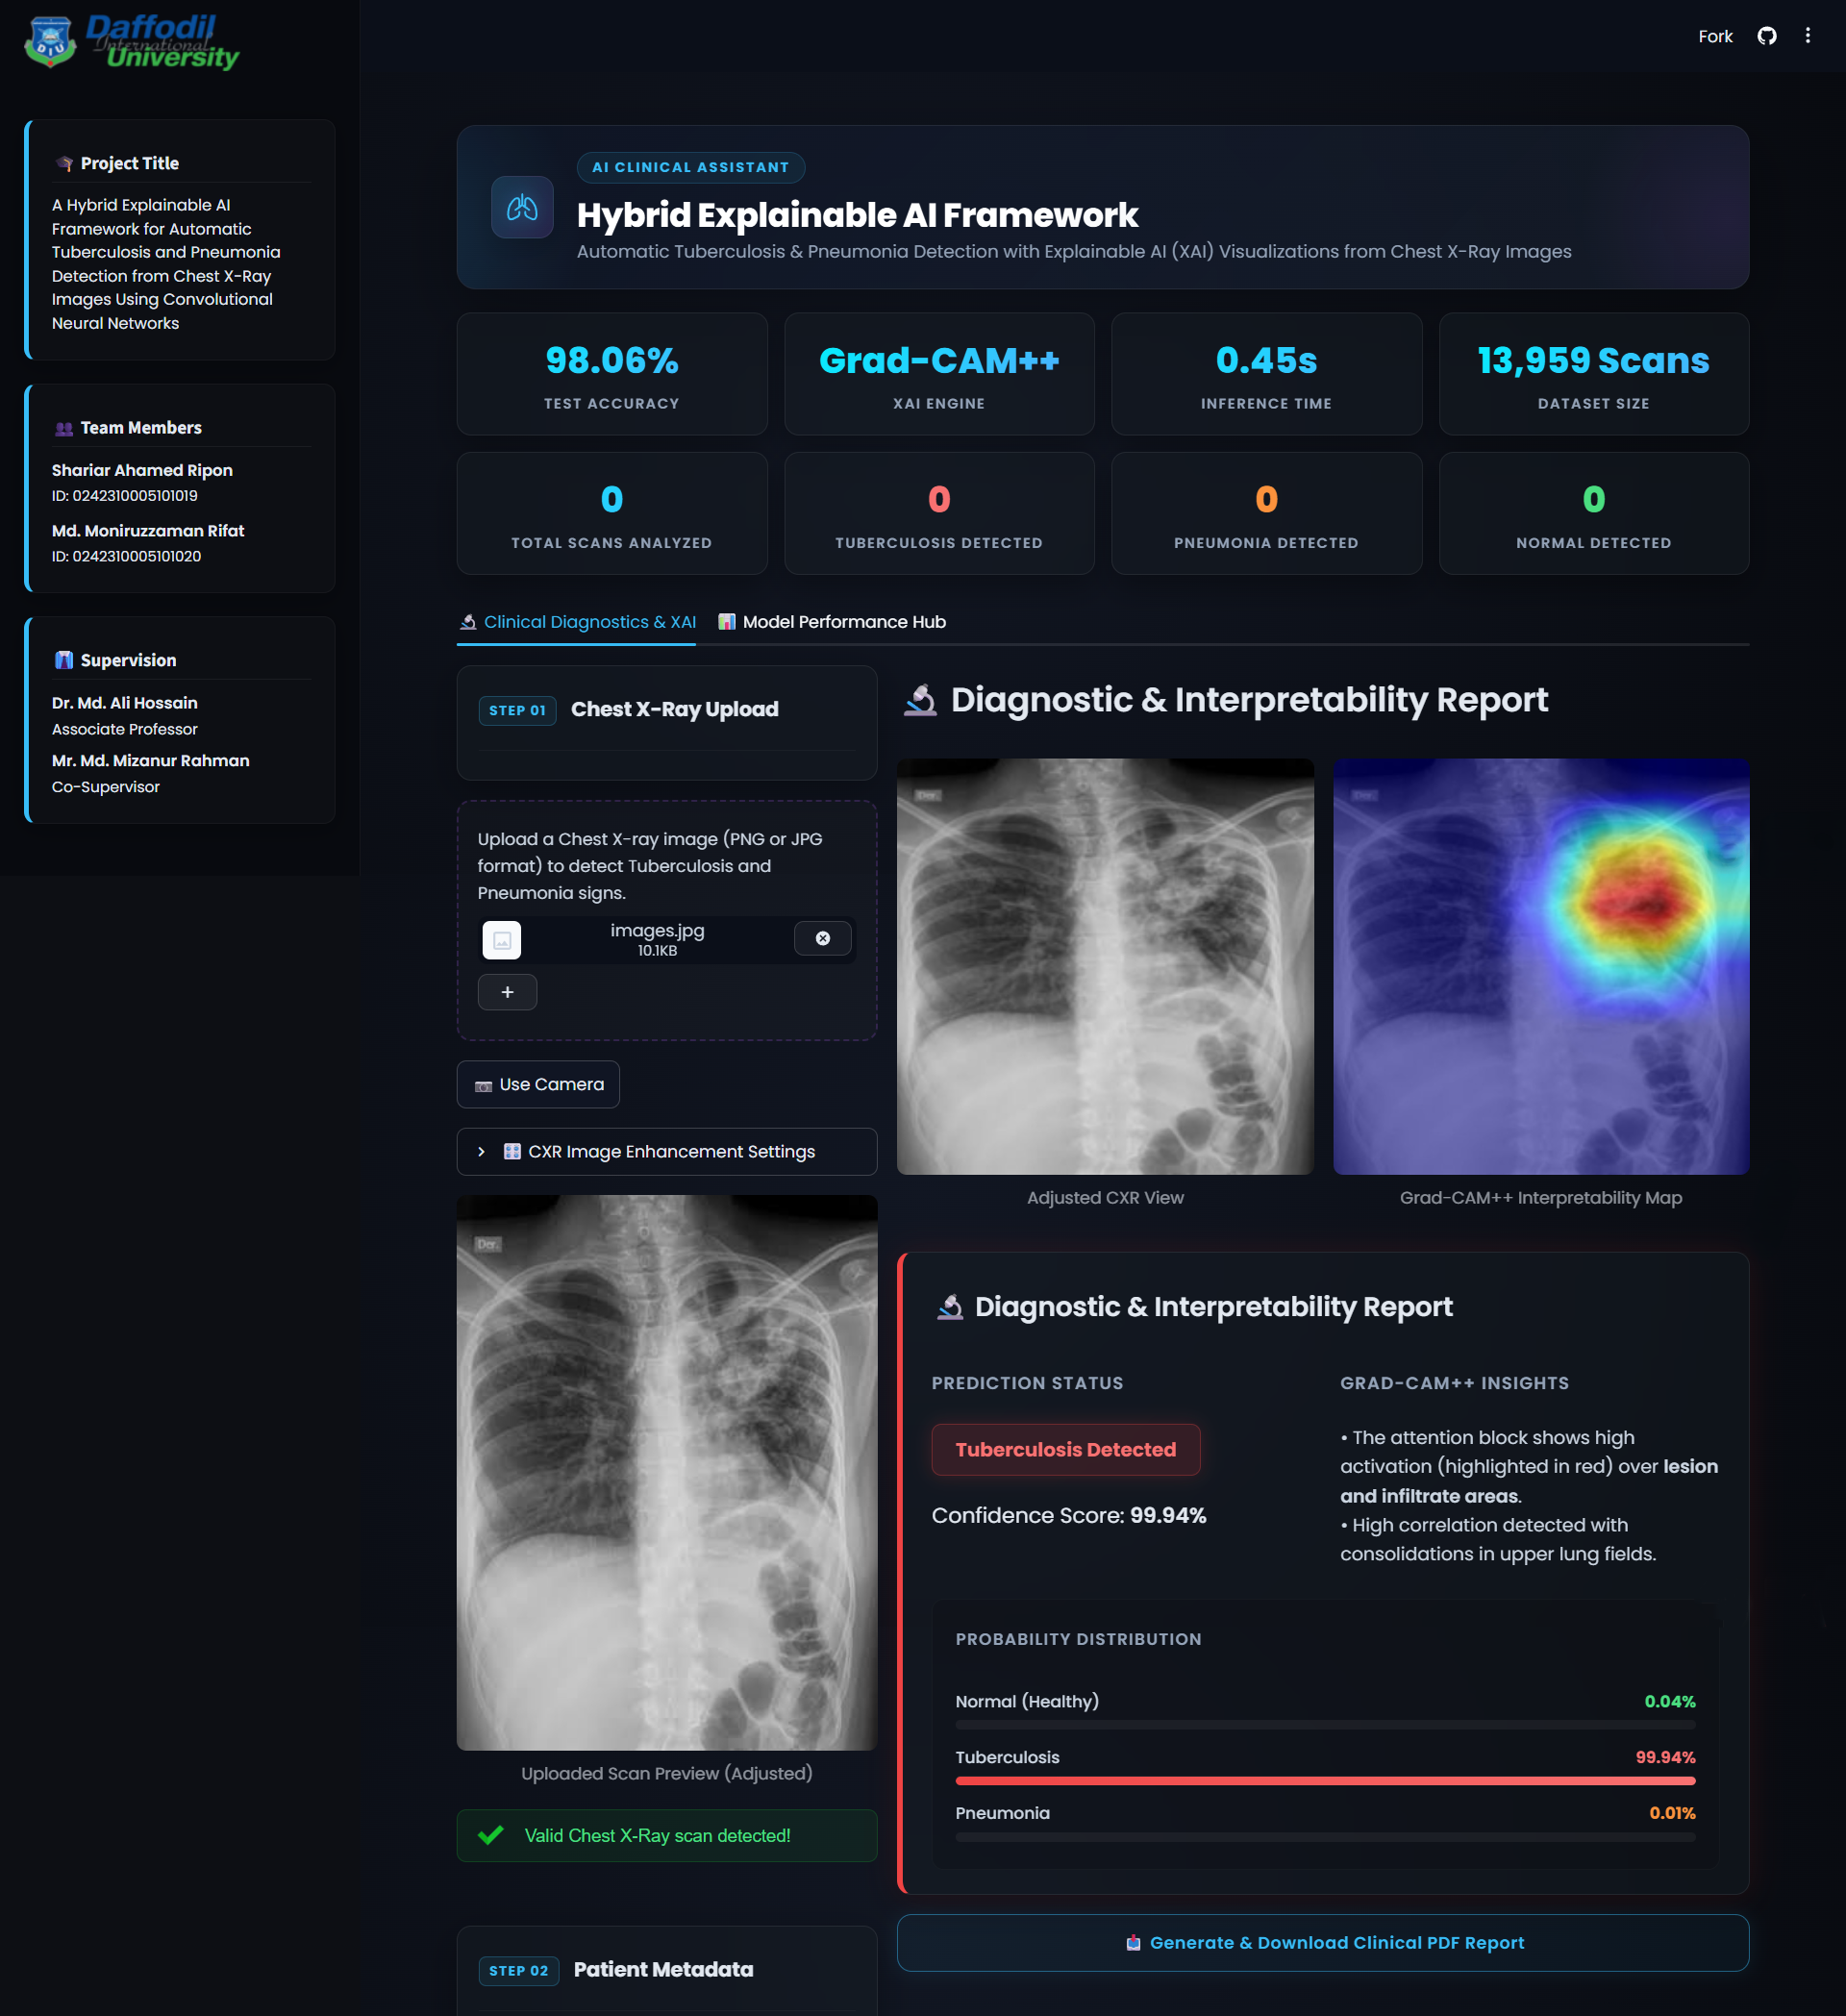 Daffodil
International
University
Fork
Project Title
A Hybrid Explainable AI
Framework for Automatic
Tuberculosis and Pneumonia
Detection from Chest X-Ray
Images Using Convolutional
Neural Networks
Team Members
Shariar Ahamed Ripon
ID: 0242310005101019
Md. Moniruzzaman Rifat
ID: 0242310005101020
Supervision
Dr. Md. Ali Hossain
Associate Professor
Mr. Md. Mizanur Rahman
Co-Supervisor
AI CLINICAL ASSISTANT
Hybrid Explainable AI Framework
Automatic Tuberculosis & Pneumonia Detection with Explainable AI (XAI) Visualizations from Chest X-Ray Images
98.06%
TEST ACCURACY
Grad-CAM++
XAI ENGINE
0.45s
INFERENCE TIME
13,959 Scans
DATASET SIZE
0
TOTAL SCANS ANALYZED
0
TUBERCULOSIS DETECTED
0
PNEUMONIA DETECTED
0
NORMAL DETECTED
Clinical Diagnostics & XAI
Model Performance Hub
STEP 01 Chest X-Ray Upload
Upload a Chest X-ray image (PNG or JPG
format) to detect Tuberculosis and
Pneumonia signs.
images.jpg
10.1KB
+
Use Camera
CXR Image Enhancement Settings
Der.
Uploaded Scan Preview (Adjusted)
Valid Chest X-Ray scan detected!
STEP 02 Patient Metadata
Diagnostic & Interpretability Report
Der.
Der.
Adjusted CXR View
Grad-CAM++ Interpretability Map
Diagnostic & Interpretability Report
PREDICTION STATUS
Tuberculosis Detected
Confidence Score: 99.94%
GRAD-CAM++ INSIGHTS
• The attention block shows high
activation (highlighted in red) over lesion
and infiltrate areas.
• High correlation detected with
consolidations in upper lung fields.
PROBABILITY DISTRIBUTION
Normal (Healthy) 0.04%
Tuberculosis 99.94%
Pneumonia 0.01%
Generate & Download Clinical PDF Report
DIU